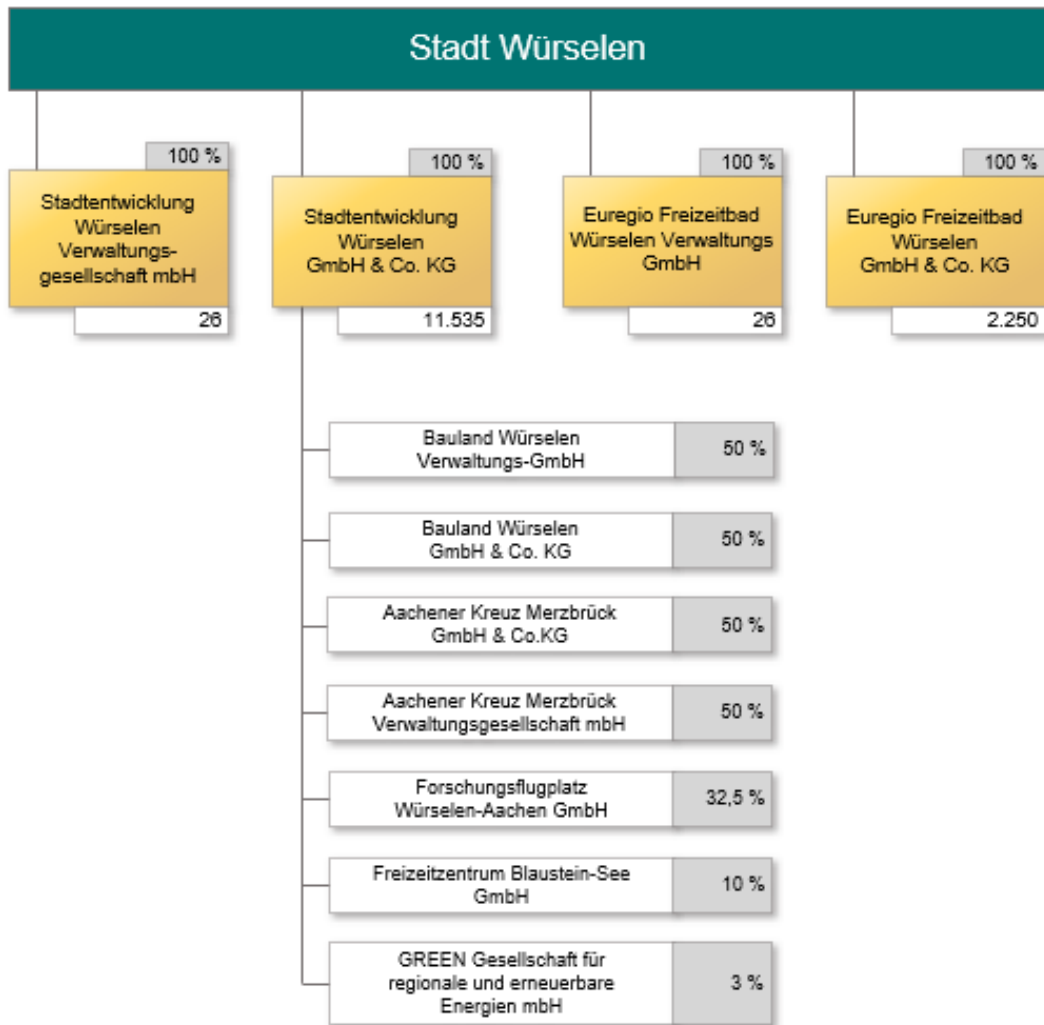 Stadt Würselen
100 %
Stadtentwicklung
Würselen
Verwaltungs-
gesellschaft mbH
26
100 %
Stadtentwicklung
Würselen
GmbH & Co. KG
11.535
100 %
Euregio Freizeitbad
Würselen Verwaltungs
GmbH
26
100 %
Euregio Freizeitbad
Würselen
GmbH & Co. KG
2.250
Bauland Würselen
Verwaltungs-GmbH
50 %
Bauland Würselen
GmbH & Co. KG
50 %
Aachener Kreuz Merzbrück
GmbH & Co.KG
50 %
Aachener Kreuz Merzbrück
Verwaltungsgesellschaft mbH
50 %
Forschungsflugplatz
Würselen-Aachen GmbH
32,5 %
Freizeitzentrum Blaustein-See
GmbH
10 %
GREEN Gesellschaft für
regionale und erneuerbare
Energien mbH
3 %